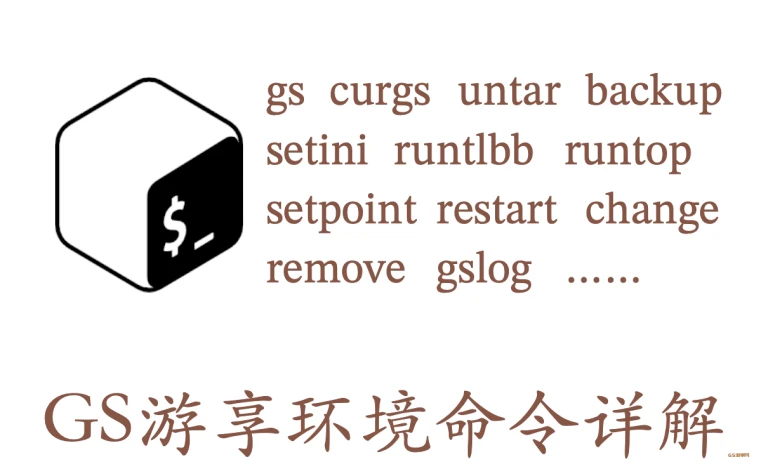 gs curgs untar backup
setini runtlbb runtop
$_
setpoint restart change
remove gslog ......
GS游享环境命令详解